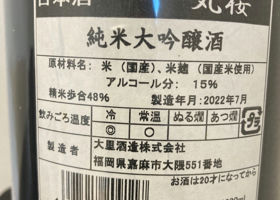 日本酒
純米大吟醸酒
原材料名:米(国産)、米麹(国産米使用)
アルコール分:15%
精米歩合48% 製造年月:2022年7月
飲みごろ温度 冷 常温 ぬる燗 あつ燗
◎ ○
製造者 大里酒造株式会社
福岡県嘉麻市大隈551番地
お酒は20才になってから